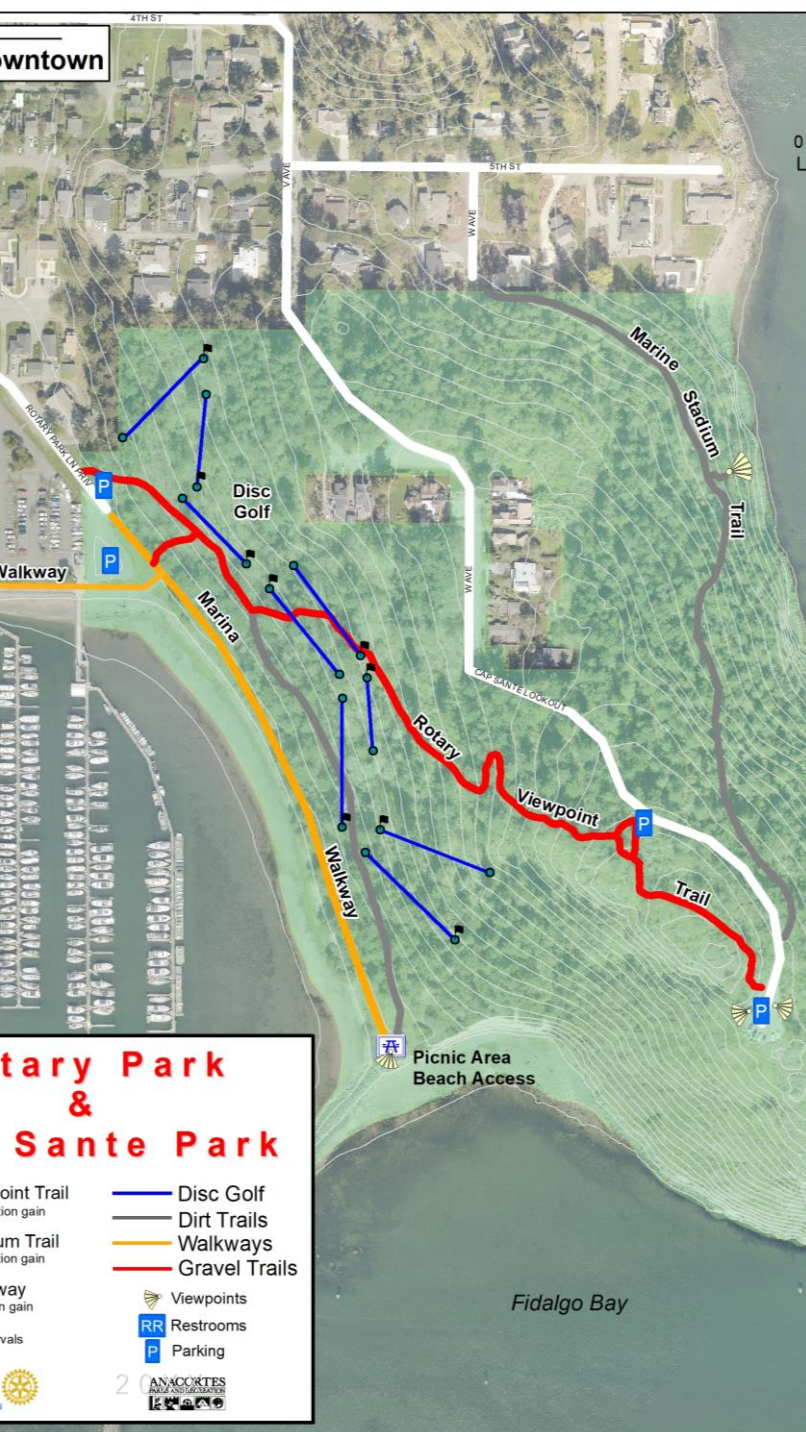 4TH ST
owntown
0
L
V AVE
5TH ST
W AVE
Marine
Stadium
Trail
ROTARY PARK LN PRIV
P
Disc
Golf
P
Walkway
Marina
W AVE
CAP SANTE LOOKOUT
Rotary
Viewpoint
P
Trail
Walkway
P
Picnic Area
Beach Access
tary Park
&
Sante Park
oint Trail
tion gain
um Trail
tion gain
way
n gain
vals
Disc Golf
Dirt Trails
Walkways
Gravel Trails
Viewpoints
RR Restrooms
P Parking
ANACORTES
PARKS AND RECREATION
Fidalgo Bay